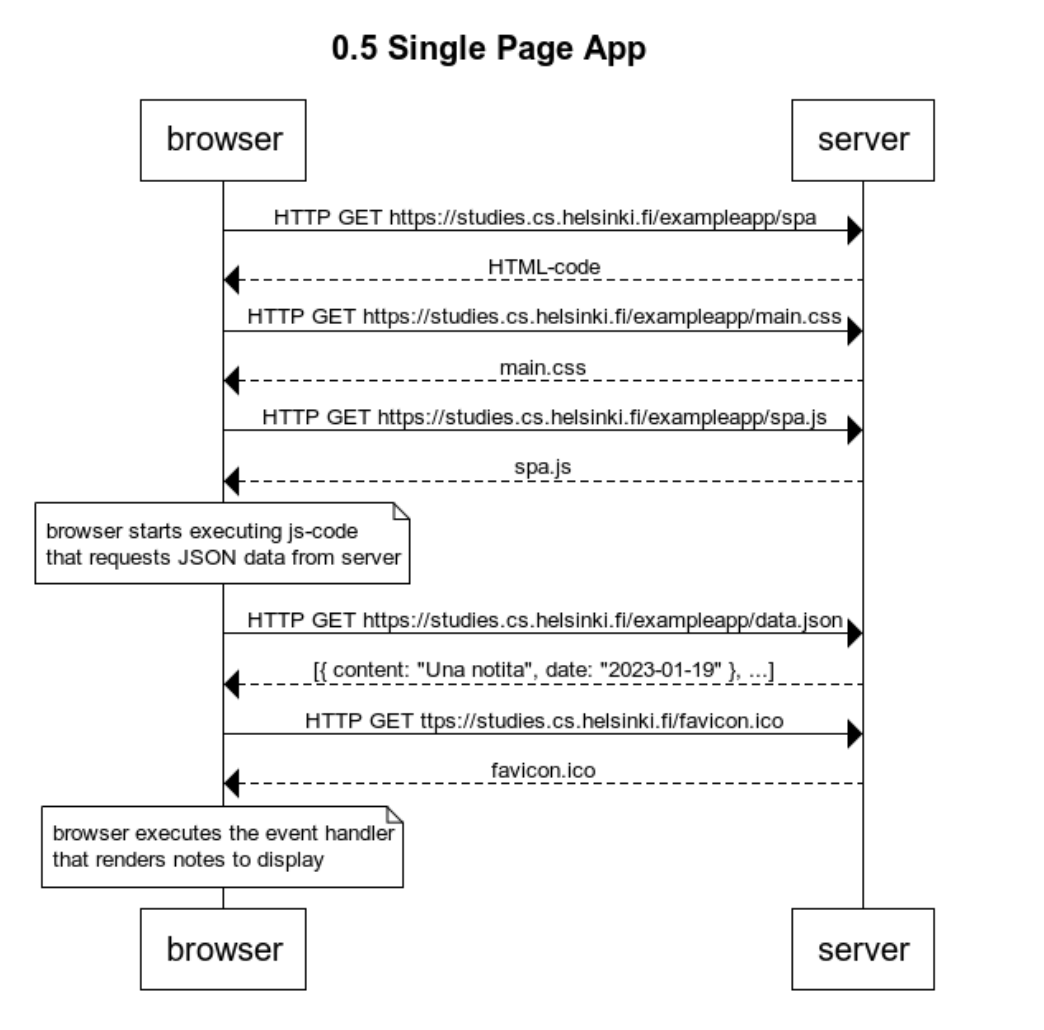 0.5 Single Page App
browser
server
HTTP GET https://studies.cs.helsinki.fi/exampleapp/spa
HTML-code
HTTP GET https://studies.cs.helsinki.fi/exampleapp/main.css
main.css
HTTP GET https://studies.cs.helsinki.fi/exampleapp/spa.js
spa.js
browser starts executing js-code
that requests JSON data from server
HTTP GET https://studies.cs.helsinki.fi/exampleapp/data.json
[{ content: "Una notita", date: "2023-01-19" }, ...]
HTTP GET ttps://studies.cs.helsinki.fi/favicon.ico
favicon.ico
browser executes the event handler
that renders notes to display
browser
server